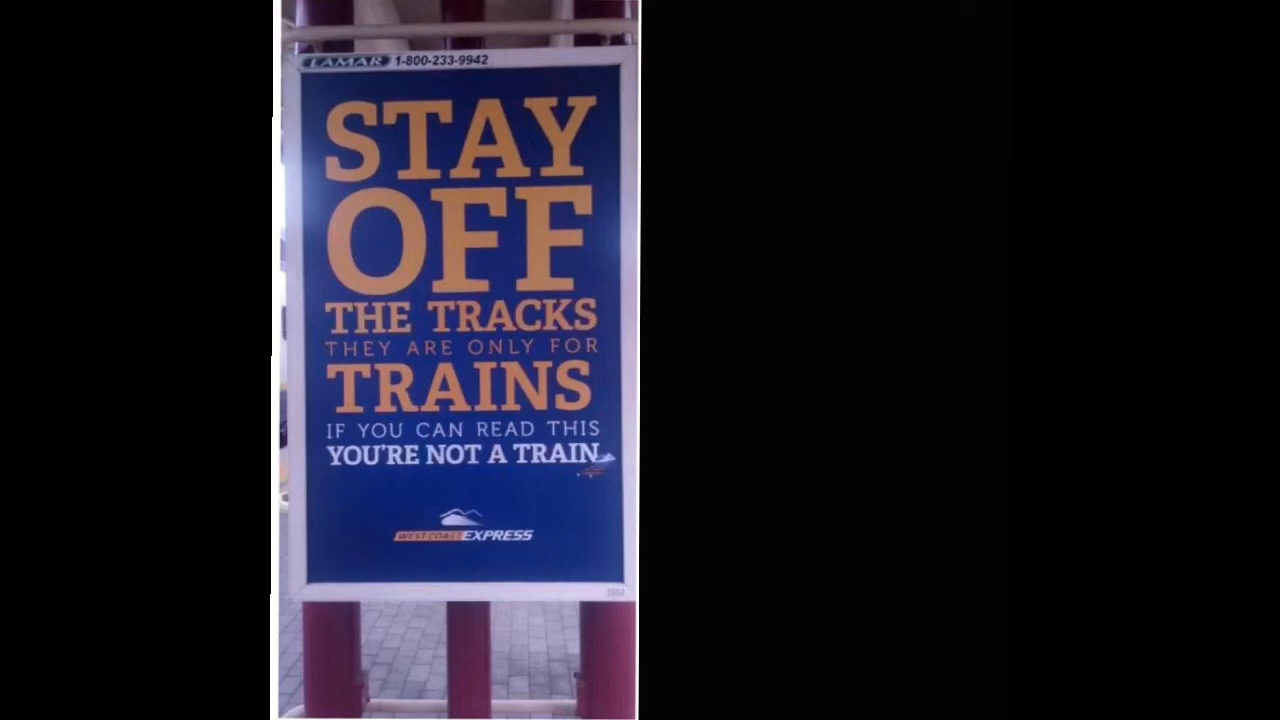 LAMAR 1-800-233-9942
STAY
OFF
THE TRACKS
THEY ARE ONLY FOR
TRAINS
IF YOU CAN READ THIS
YOU'RE NOT A TRAIN
WEST COAST EXPRESS